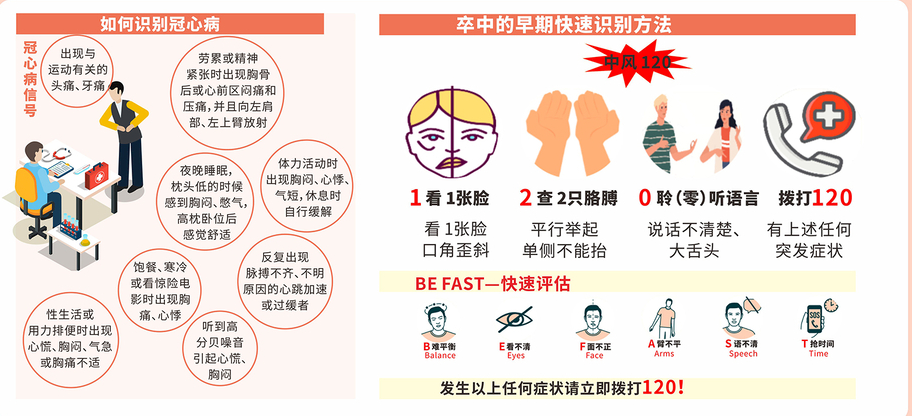 如何识别冠心病
冠心病信号
出现与
运动有关的
头痛、牙痛
劳累或精神
紧张时出现胸骨
后或心前区闷痛和
压痛,并且向左肩
部、左上臂放射
夜晚睡眠,
枕头低的时候
感到胸闷、憋气,
高枕卧位后
感觉舒适
体力活动时
出现胸闷、心悸、
气短,休息时
自行缓解
饱餐、寒冷
或看惊险电
影时出现胸
痛、心悸
反复出现
脉搏不齐、不明
原因的心跳加速
或过缓者
性生活或
用力排便时出现
心慌、胸闷、气急
或胸痛不适
听到高
分贝噪音
引起心慌、
胸闷
卒中的早期快速识别方法
中风120
1看1张脸
看1张脸
口角歪斜
2查2只胳膊
平行举起
单侧不能抬
0聆(零)听语言
说话不清楚、
大舌头
拨打120
有上述任何
突发症状
BE FAST—快速评估
B难平衡
Balance
E看不清
Eyes
F面不正
Face
A臂不平
Arms
S语不清
Speech
SOS
T抢时间
Time
发生以上任何症状请立即拨打120!